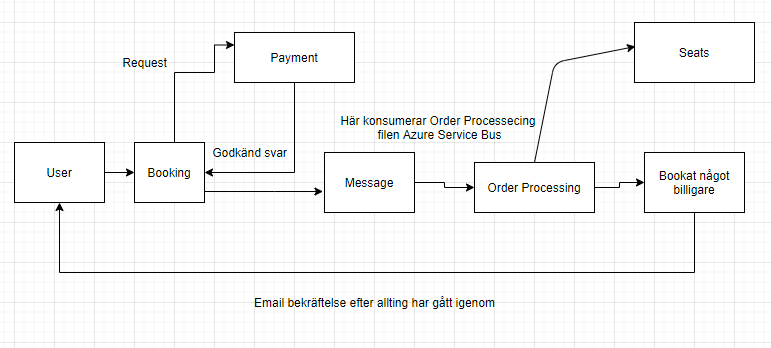 Request
Payment
Seats
Här konsumerar Order Processecing
filen Azure Service Bus
Godkänd svar
User
Booking
Message
Order Processing
Bookat något
billigare
Email bekräftelse efter allting har gått igenom